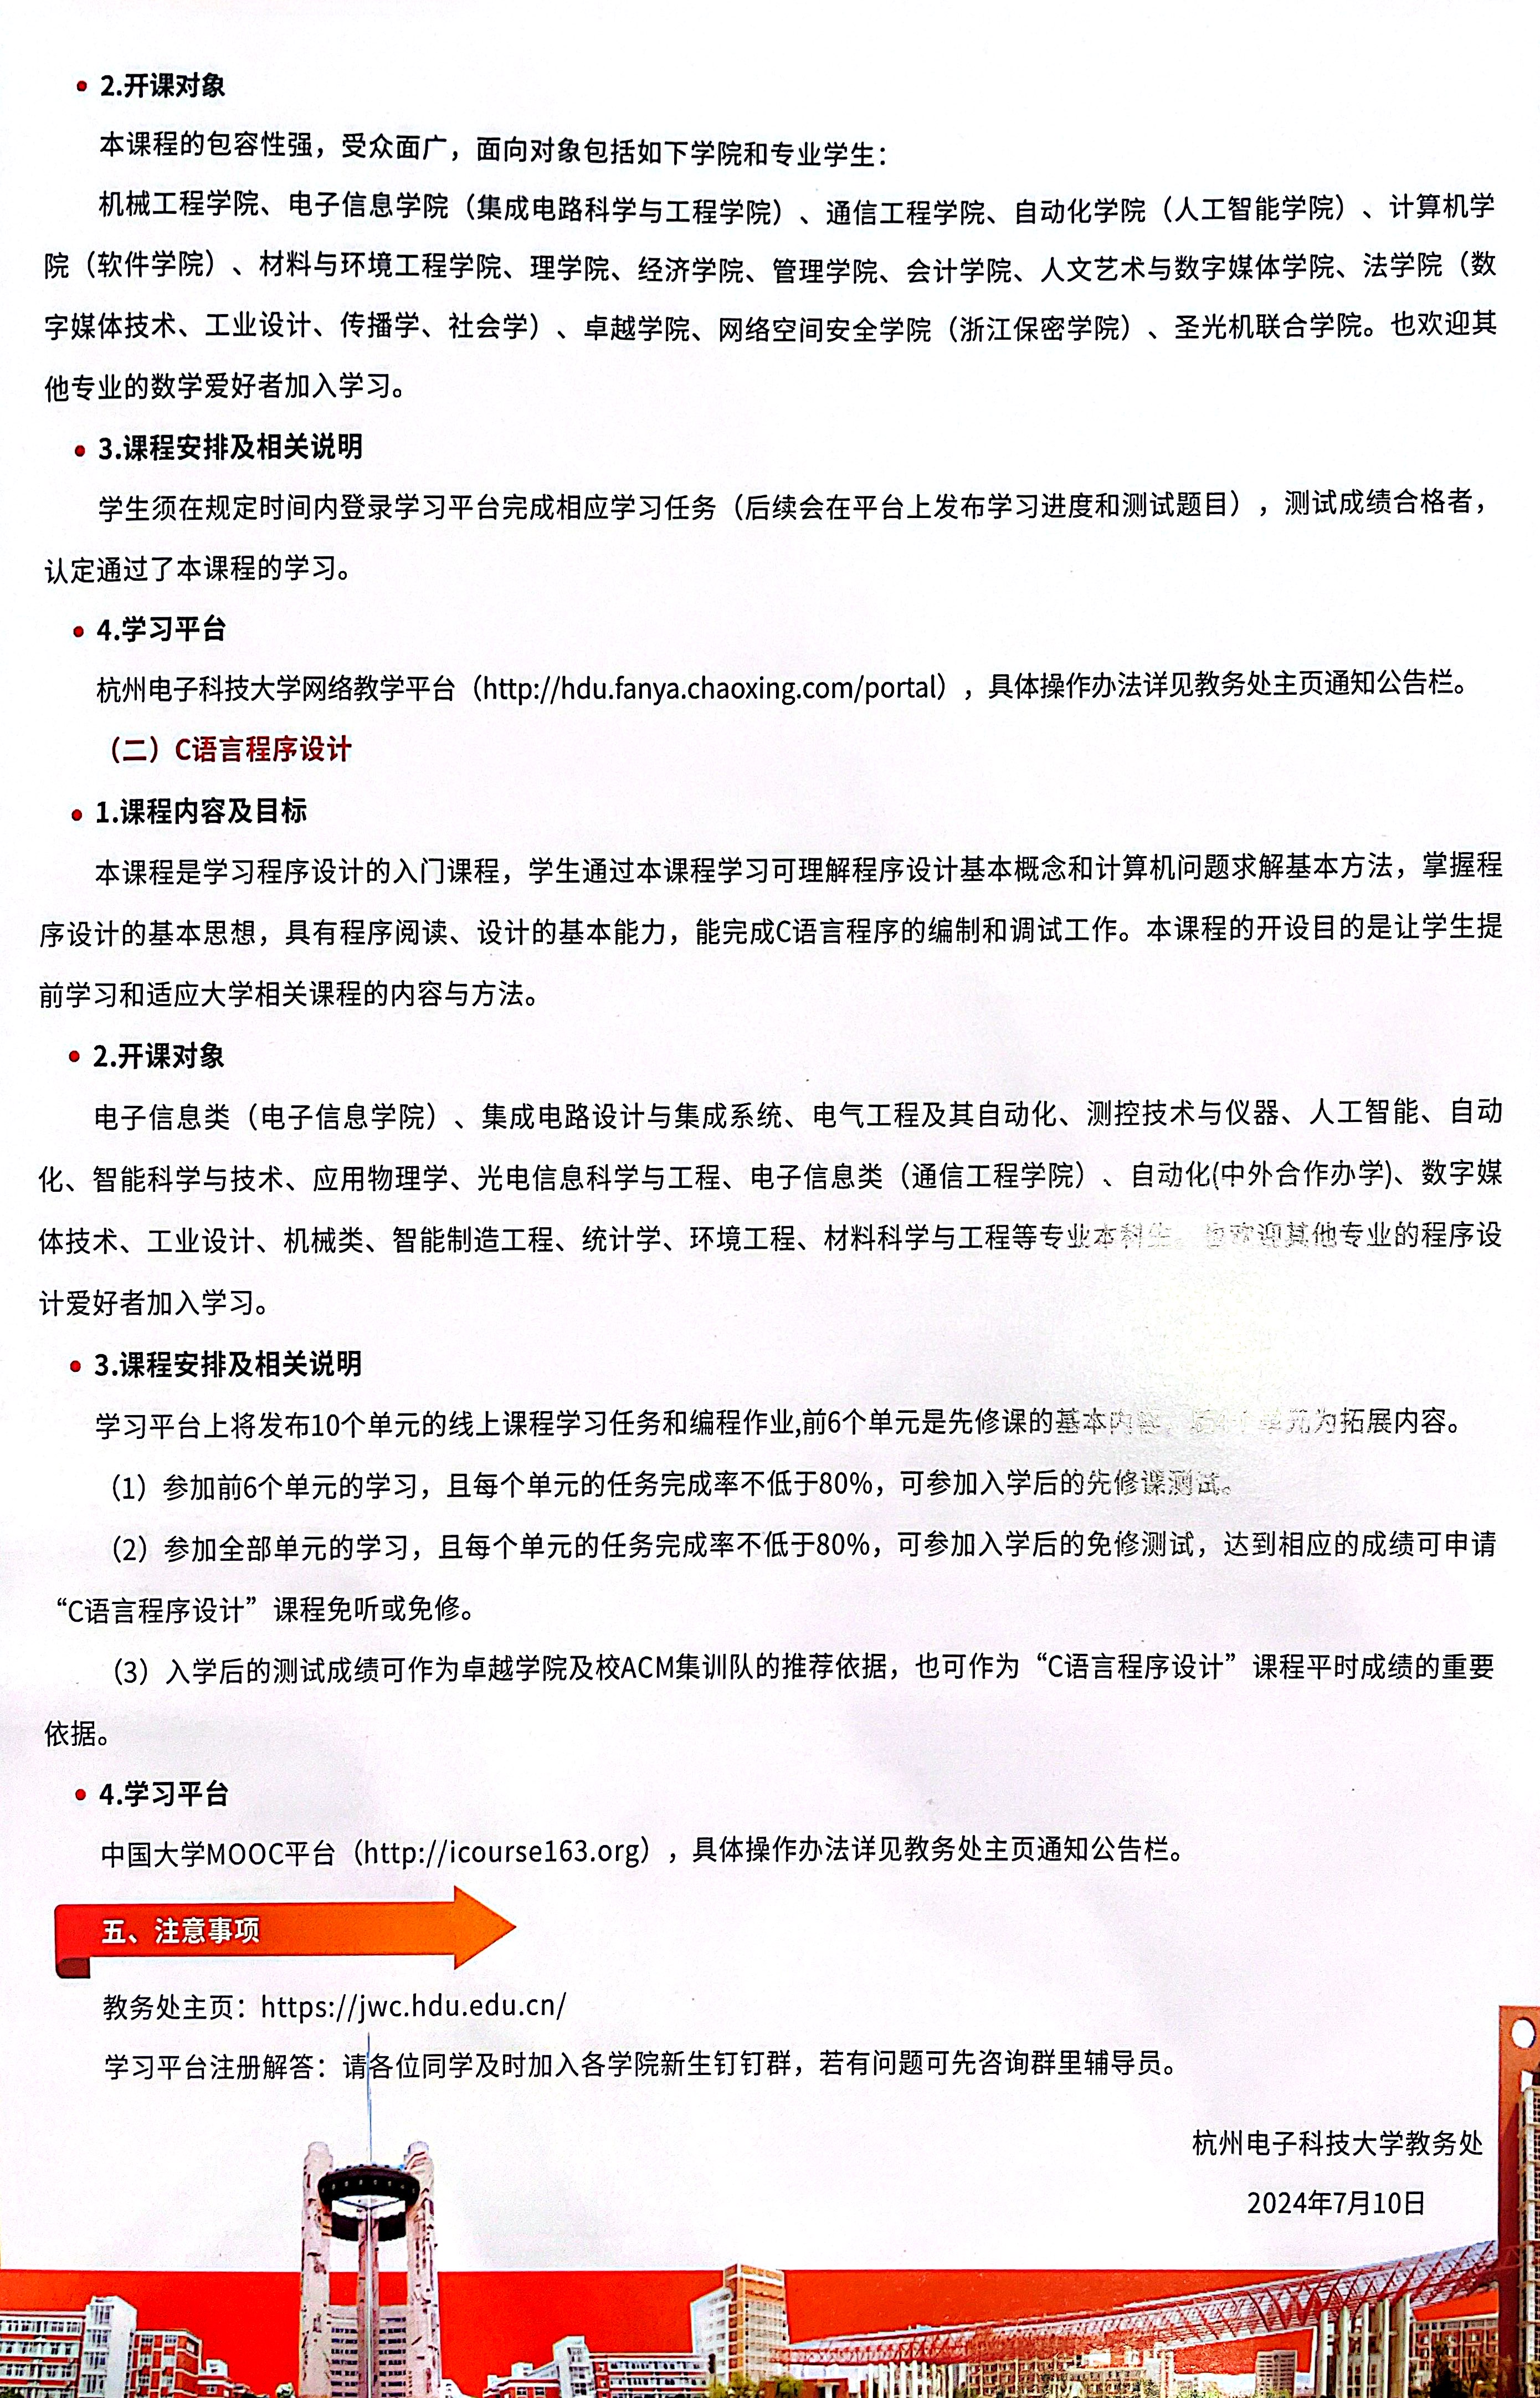 2.开课对象
本课程的包容性强，受众面广，面向对象包括如下学院和专业学生：
机械工程学院、电子信息学院（集成电路科学与工程学院）、通信工程学院、自动化学院（人工智能学院）、计算机学
院（软件学院）、材料与环境工程学院、理学院、经济学院、管理学院、会计学院、人文艺术与数字媒体学院、法学院（数
字媒体技术、工业设计、传播学、社会学）、卓越学院、网络空间安全学院（浙江保密学院）、圣光机联合学院。也欢迎其
他专业的数学爱好者加入学习。
3.课程安排及相关说明
学生须在规定时间内登录学习平台完成相应学习任务（后续会在平台上发布学习进度和测试题目），测试成绩合格者，
认定通过了本课程的学习。
4.学习平台
杭州电子科技大学网络教学平台（http://hdu.fanya.chaoxing.com/portal），具体操作办法详见教务处主页通知公告栏。
（二）C语言程序设计
1.课程内容及目标
本课程是学习程序设计的入门课程，学生通过本课程学习可理解程序设计基本概念和计算机问题求解基本方法，掌握程
序设计的基本思想，具有程序阅读、设计的基本能力，能完成C语言程序的编制和调试工作。本课程的开设目的是让学生提
前学习和适应大学相关课程的内容与方法。
2.开课对象
电子信息类（电子信息学院）、集成电路设计与集成系统、电气工程及其自动化、测控技术与仪器、人工智能、自动
化、智能科学与技术、应用物理学、光电信息科学与工程、电子信息类（通信工程学院）、自动化(中外合作办学)、数字媒
体技术、工业设计、机械类、智能制造工程、统计学、环境工程、材料科学与工程等专业本科生。也欢迎其他专业的程序设
计爱好者加入学习。
3.课程安排及相关说明
学习平台上将发布10个单元的线上课程学习任务和编程作业,前6个单元是先修课的基本内容，单元为拓展内容。
（1）参加前6个单元的学习，且每个单元的任务完成率不低于80%，可参加入学后的先修课测试。
（2）参加全部单元的学习，且每个单元的任务完成率不低于80%，可参加入学后的免修测试，达到相应的成绩可申请
“C语言程序设计”课程免听或免修。
（3）入学后的测试成绩可作为卓越学院及校ACM集训队的推荐依据，也可作为“C语言程序设计”课程平时成绩的重要
依据。
4.学习平台
中国大学MOOC平台（http://icourse163.org），具体操作办法详见教务处主页通知公告栏。
五、注意事项
教务处主页：https://jwc.hdu.edu.cn/
学习平台注册解答：请各位同学及时加入各学院新生钉钉群，若有问题可先咨询群里辅导员。
杭州电子科技大学教务处
2024年7月10日